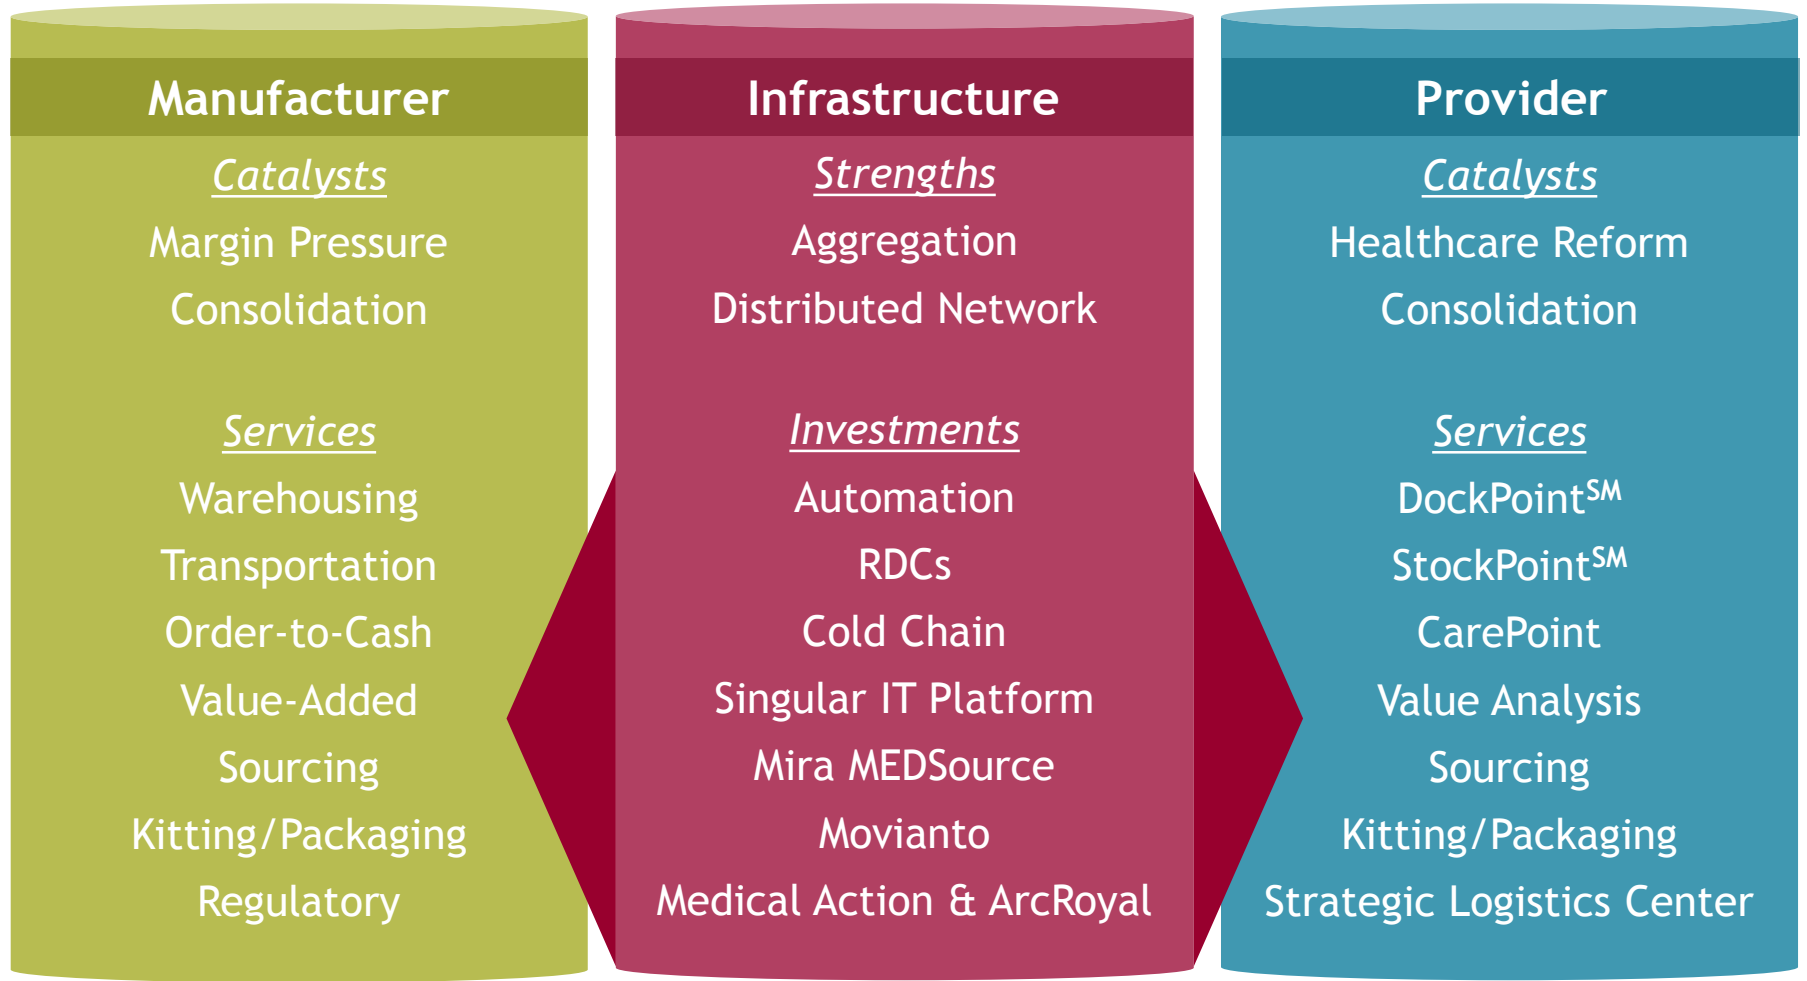 Manufacturer
Catalysts
Margin Pressure
Consolidation
Services
Warehousing
Transportation
Order-to-Cash
Value-Added
Sourcing
Kitting/Packaging
Regulatory
Infrastructure
Strengths
Aggregation
Distributed Network
Investments
Automation
RDCs
Cold Chain
Singular IT Platform
Mira MEDSource
Movianto
Medical Action & ArcRoyal
Provider
Catalysts
Healthcare Reform
Consolidation
Services
DockPoint℠
StockPoint℠
CarePoint
Value Analysis
Sourcing
Kitting/Packaging
Strategic Logistics Center